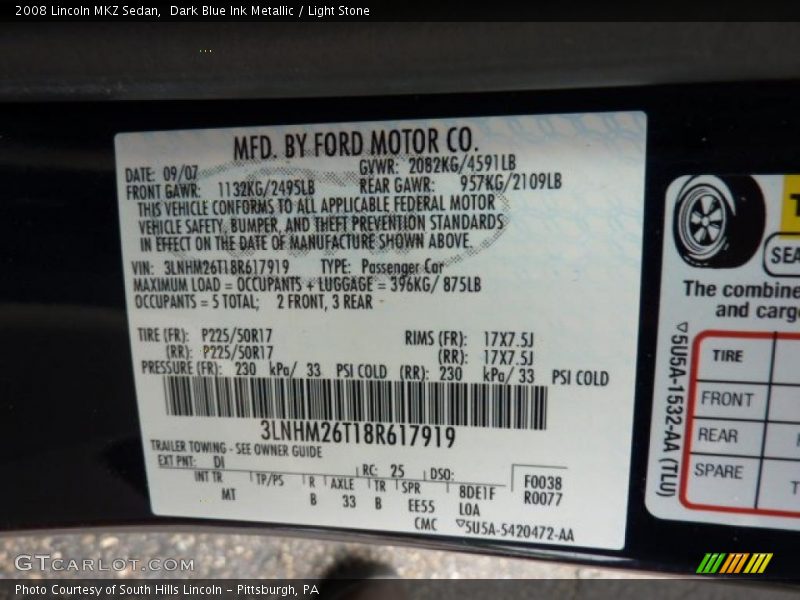 2008 Lincoln MKZ Sedan, Dark Blue Ink Metallic / Light Stone
MFD. BY FORD MOTOR CO.
DATE: 09/07 GVWR: 2082KG/4591LB
FRONT GAWR: 1132KG/2495LB REAR GAWR: 957KG/2109LB
THIS VEHICLE CONFORMS TO ALL APPLICABLE FEDERAL MOTOR
VEHICLE SAFETY, BUMPER, AND THEFT PREVENTION STANDARDS
IN EFFECT ON THE DATE OF MANUFACTURE SHOWN ABOVE.
VIN: 3LNHM26T18R617919 TYPE: Passenger Car
MAXIMUM LOAD = OCCUPANTS + LUGGAGE = 396KG/ 875LB
OCCUPANTS = 5 TOTAL; 2 FRONT, 3 REAR
TIRE (FR): P225/50R17 RIMS (FR): 17X7.5J
(RR): P225/50R17 (RR): 17X7.5J
PRESSURE (FR): 230 kPa/ 33 PSI COLD (RR): 230 kPa/ 33 PSI COLD
3LNHM26T18R617919
TRAILER TOWING - SEE OWNER GUIDE
EXT PNT: DI RC: 25 DSO: F0038
INT TR TP/PS R AXLE TR SPR 8DE1F R0077
MT B 33 B EE55 LOA
CMC 5U5A-5420472-AA
SEA
The combine
and cargo
5U5A-1532-AA (TLU)
TIRE
FRONT
REAR
SPARE T
GTCARLOT.COM
Photo Courtesy of South Hills Lincoln - Pittsburgh, PA